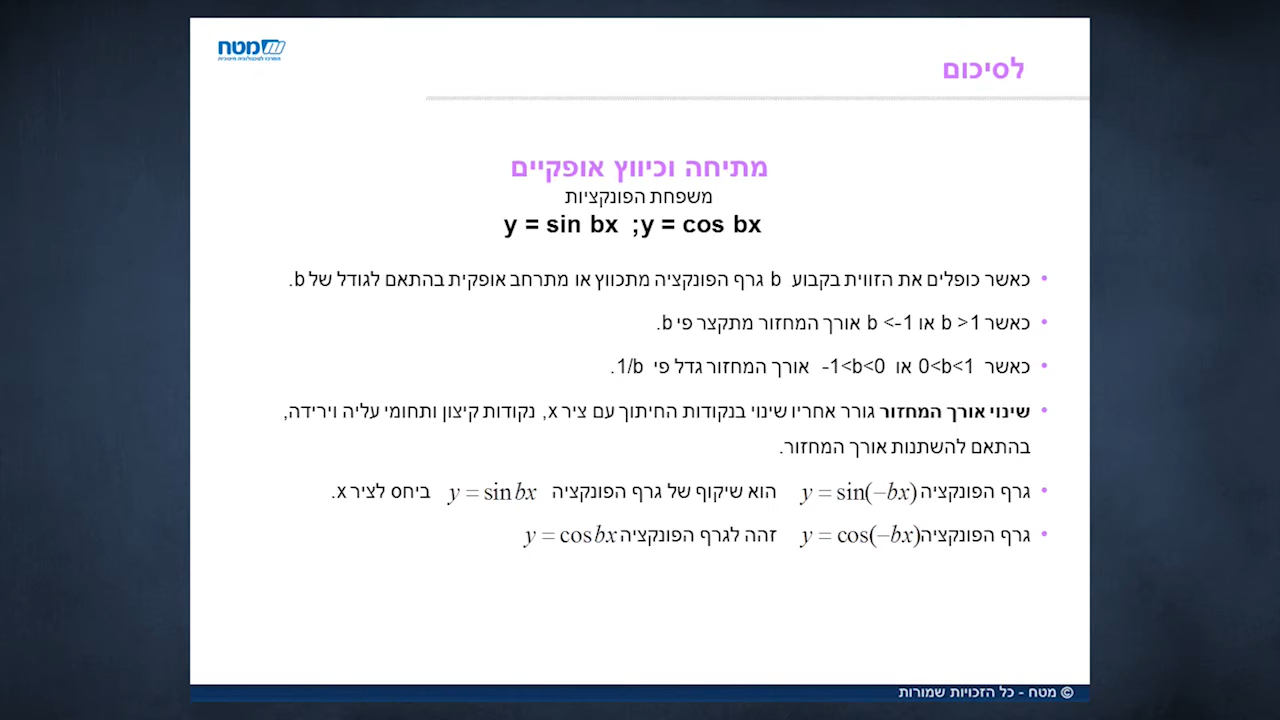 מטח
המרכז לטכנולוגיה חינוכית
לסיכום
מתיחה וכיווץ אופקיים
משפחת הפונקציות
y = sin bx ;y = cos bx
• כאשר כופלים את הזווית בקבוע b גרף הפונקציה מתכווץ או מתרחב אופקית בהתאם לגודל של b.
• כאשר b >1 או b <-1 אורך המחזור מתקצר פי b.
• כאשר 0<b<1 או -1<b<0 אורך המחזור גדל פי 1/b.
• שינוי אורך המחזור גורר אחריו שינוי בנקודות החיתוך עם ציר x, נקודות קיצון ותחומי עליה וירידה,
בהתאם להשתנות אורך המחזור.
• גרף הפונקציה y = sin(−bx) הוא שיקוף של גרף הפונקציה y = sin bx ביחס לציר x.
• גרף הפונקציה y = cos(−bx) זהה לגרף הפונקציה y = cos bx
© מטח - כל הזכויות שמורות